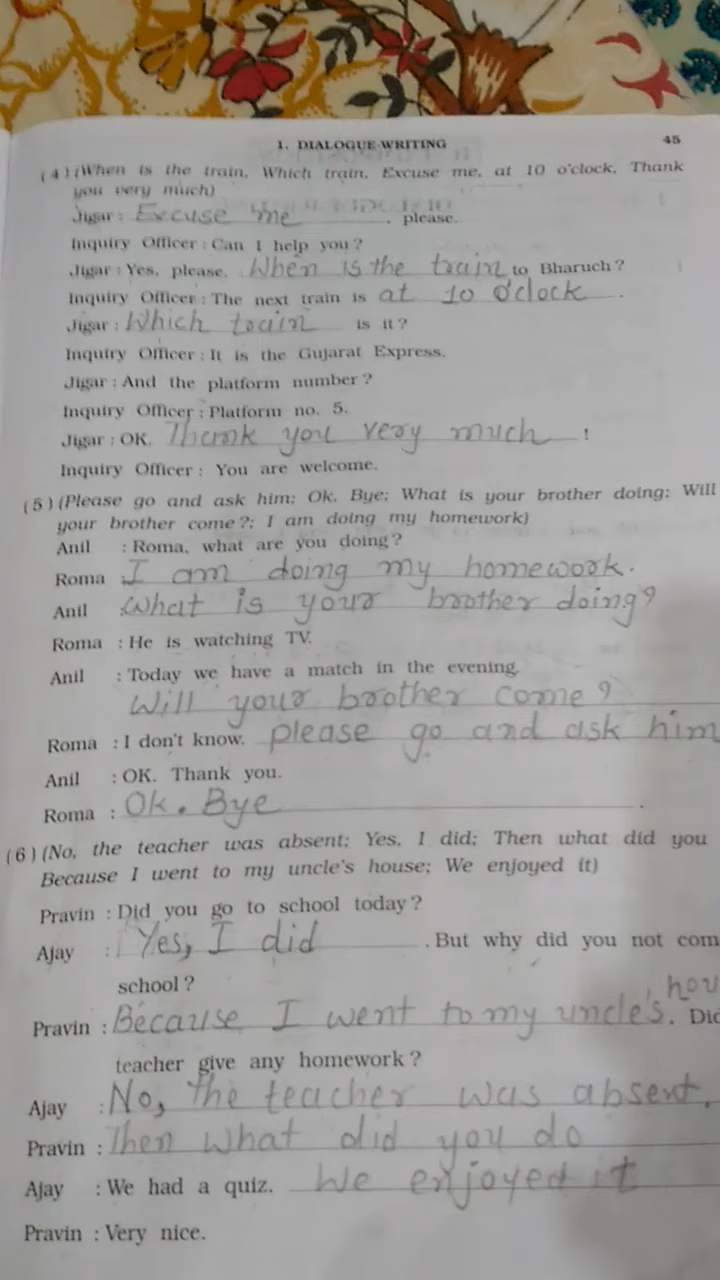 1. DIALOGUE-WRITING 45
(4) (When is the train, Which train, Excuse me, at 10 o'clock, Thank
you very much)
Jigar : Excuse me . please.
Inquiry Officer : Can I help you?
Jigar : Yes, please. When is the train to Bharuch?
Inquiry Officer : The next train is at 10 o'clock .
Jigar : Which train is it?
Inquiry Officer : It is the Gujarat Express.
Jigar : And the platform number?
Inquiry Officer : Platform no. 5.
Jigar : OK. Thank you very much !
Inquiry Officer : You are welcome.
(5) (Please go and ask him; Ok. Bye; What is your brother doing; Will
your brother come?; I am doing my homework)
Anil : Roma, what are you doing?
Roma : I am doing my homework.
Anil : What is your brother doing?
Roma : He is watching TV.
Anil : Today we have a match in the evening.
Will your brother come?
Roma : I don't know. please go and ask him
Anil : OK. Thank you.
Roma : Ok. Bye .
(6) (No, the teacher was absent; Yes, I did; Then what did you
Because I went to my uncle's house; We enjoyed it)
Pravin : Did you go to school today?
Ajay : Yes, I did . But why did you not com
school?
hou
Pravin : Because I went to my uncle's. Did
teacher give any homework?
Ajay : No, the teacher was absent.
Pravin : Then what did you do
Ajay : We had a quiz. We enjoyed it
Pravin : Very nice.